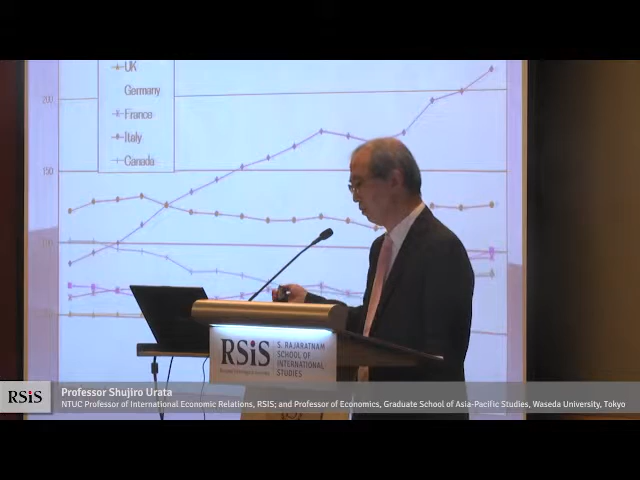 UK
Germany
200
France
Italy
150
Canada
RSiS
S. RAJARATNAM
SCHOOL OF
INTERNATIONAL
STUDIES
RSiS
Professor Shujiro Urata
NTUC Professor of International Economic Relations, RSIS; and Professor of Economics, Graduate School of Asia-Pacific Studies, Waseda University, Tokyo